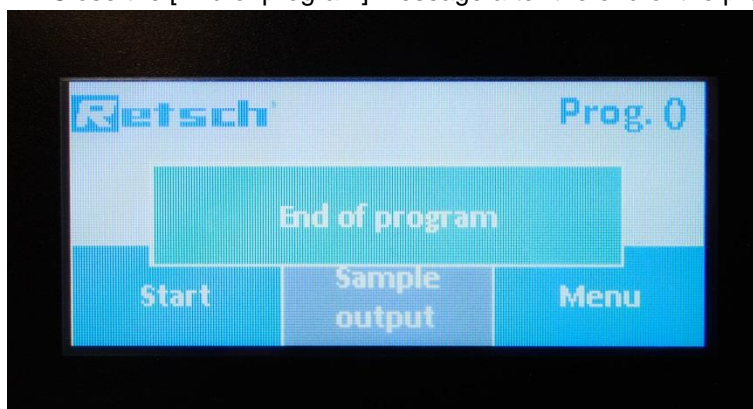 Retsch
Prog. 0
End of program
Start
Sample
output
Menu